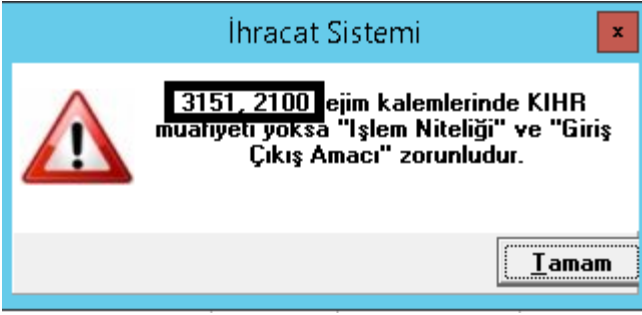 İhracat Sistemi
x
3151, 2100 ejim kalemlerinde KIHR
muafiyeti yoksa "İşlem Niteliği" ve "Giriş
Çıkış Amacı" zorunludur.
Tamam